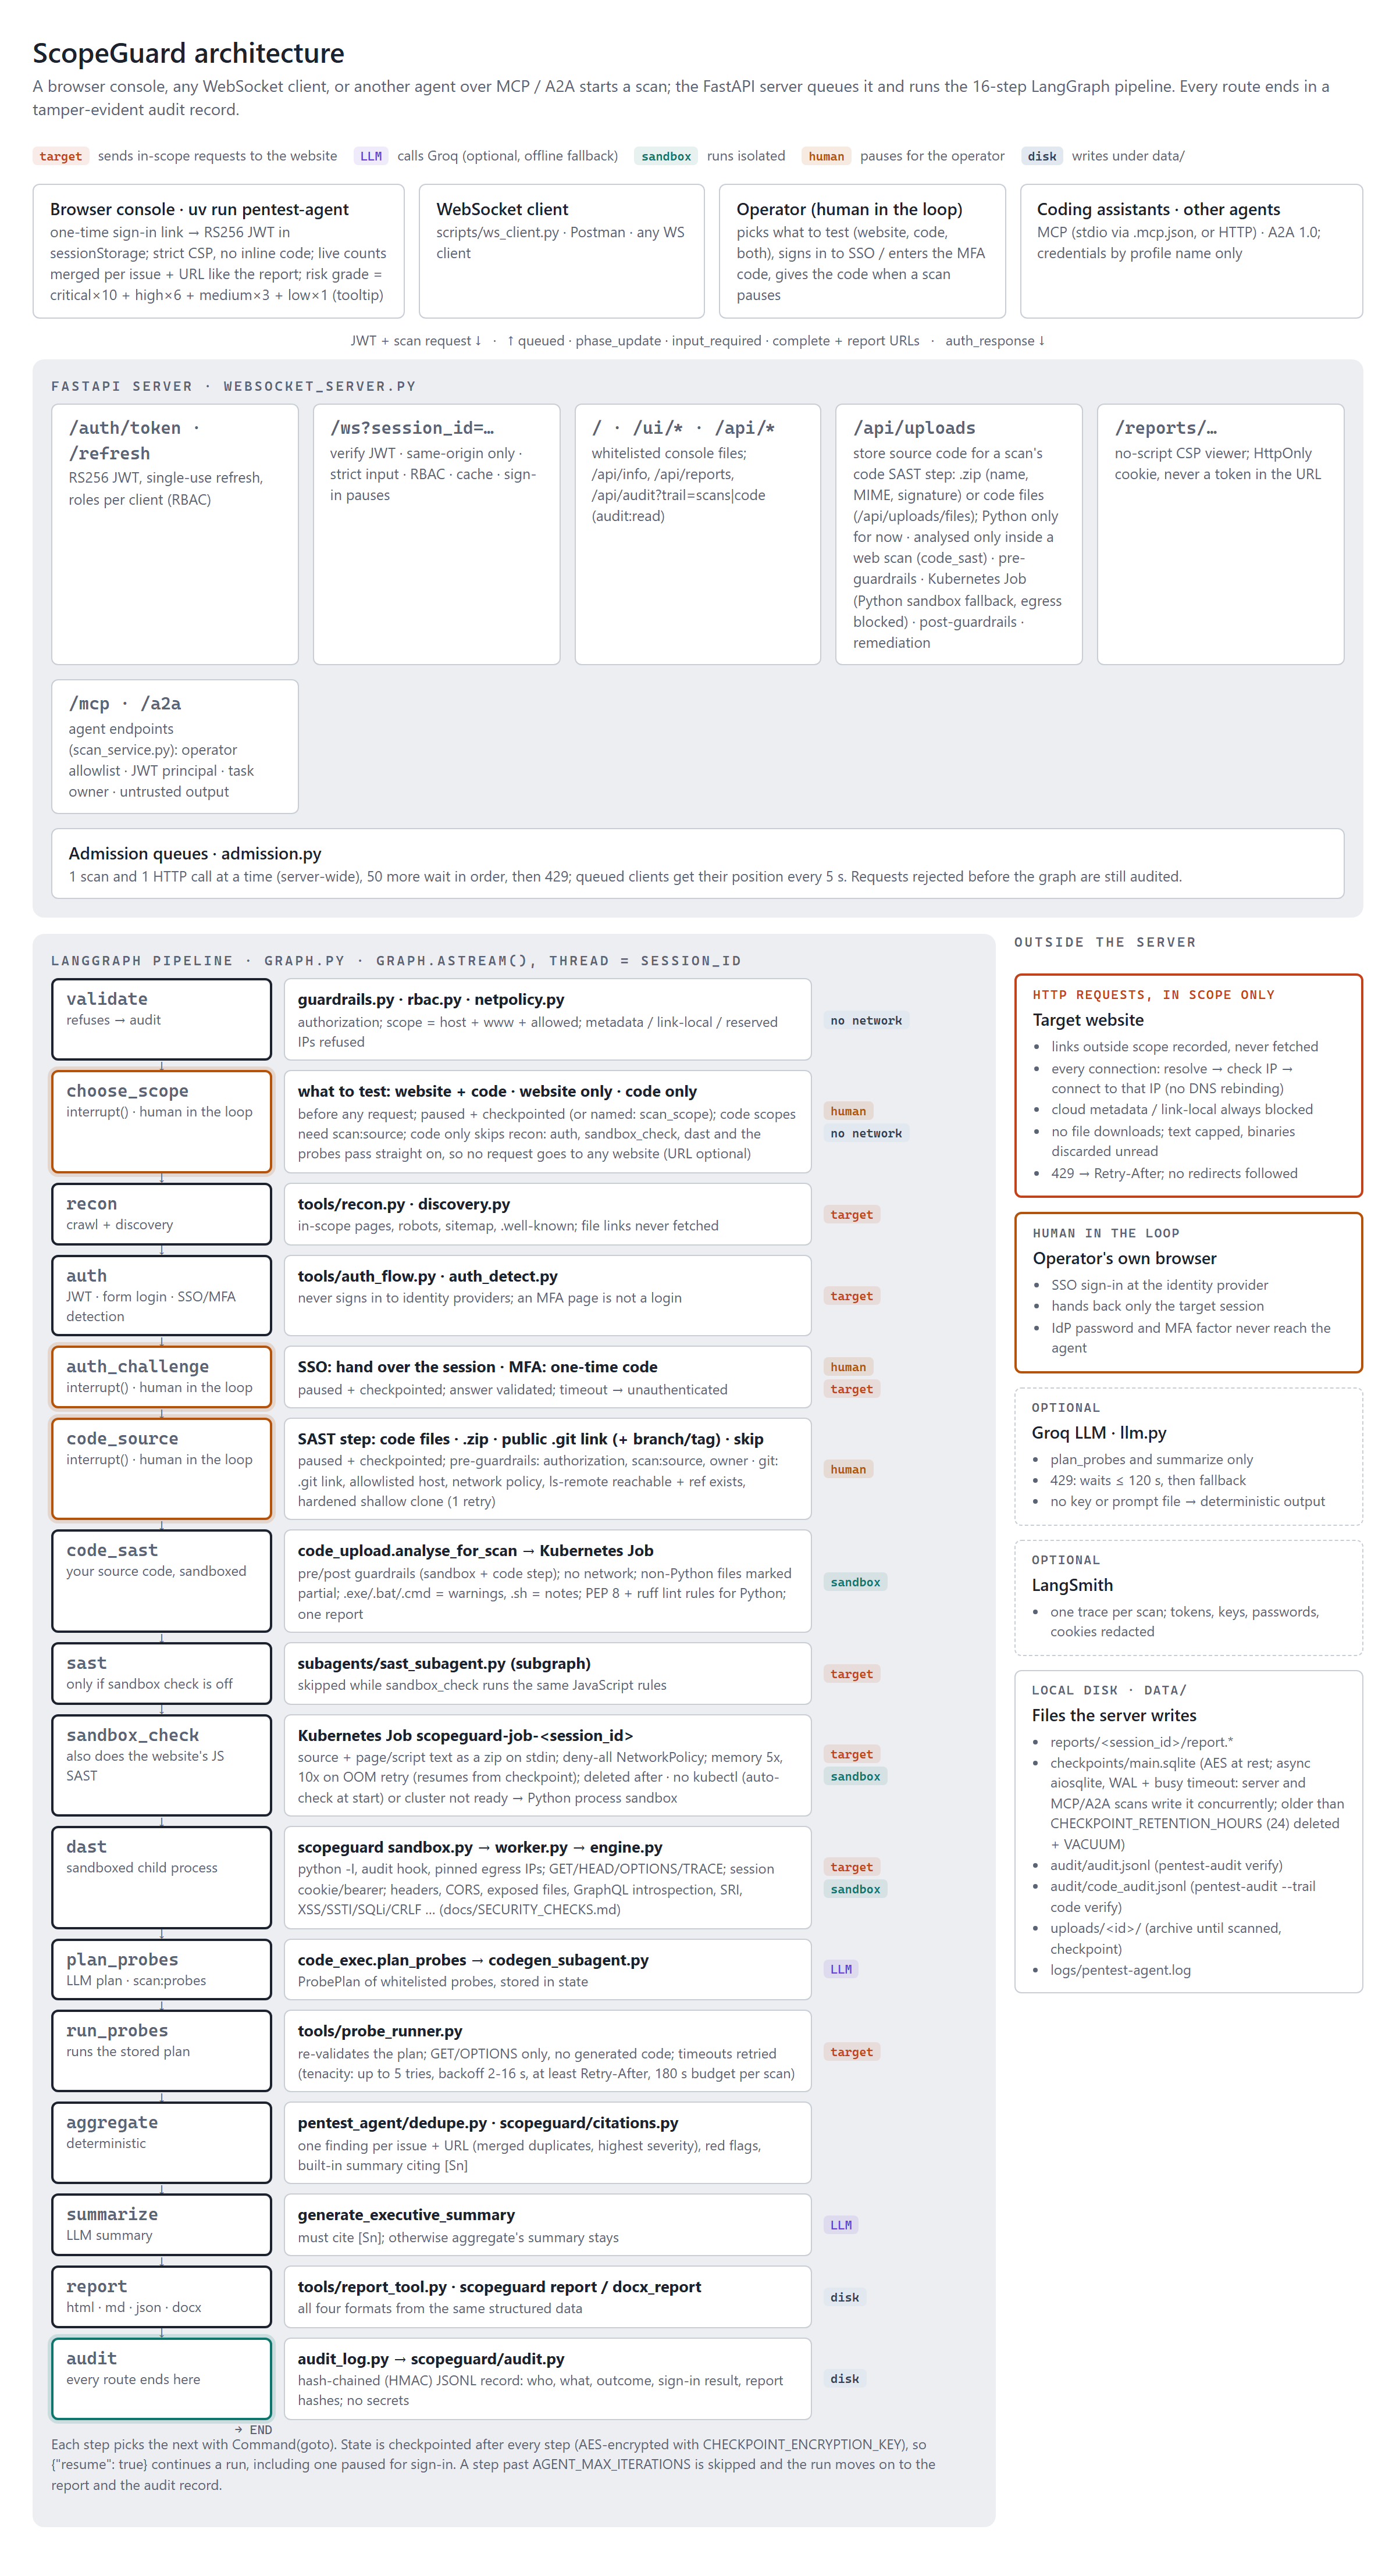 ScopeGuard architecture
A browser console, any WebSocket client, or another agent over MCP / A2A starts a scan; the FastAPI server queues it and runs the 16-step LangGraph pipeline. Every route ends in a
tamper-evident audit record.
target sends in-scope requests to the website LLM calls Groq (optional, offline fallback) sandbox runs isolated human pauses for the operator disk writes under data/
Browser console · uv run pentest-agent
one-time sign-in link → RS256 JWT in
sessionStorage; strict CSP, no inline code; live counts
merged per issue + URL like the report; risk grade =
critical×10 + high×6 + medium×3 + low×1 (tooltip)
WebSocket client
scripts/ws_client.py · Postman · any WS
client
Operator (human in the loop)
picks what to test (website, code,
both), signs in to SSO / enters the MFA
code, gives the code when a scan
pauses
Coding assistants · other agents
MCP (stdio via .mcp.json, or HTTP) · A2A 1.0;
credentials by profile name only
JWT + scan request ↓ · ↑ queued · phase_update · input_required · complete + report URLs · auth_response ↓
FASTAPI SERVER · WEBSOCKET_SERVER.PY
/auth/token ·
/refresh
RS256 JWT, single-use refresh,
roles per client (RBAC)
/ws?session_id=…
verify JWT · same-origin only ·
strict input · RBAC · cache · sign-
in pauses
/ · /ui/* · /api/*
whitelisted console files;
/api/info, /api/reports,
/api/audit?trail=scans|code
(audit:read)
/api/uploads
store source code for a scan's
code SAST step: .zip (name,
MIME, signature) or code files
(/api/uploads/files); Python only
for now · analysed only inside a
web scan (code_sast) · pre-
guardrails · Kubernetes Job
(Python sandbox fallback, egress
blocked) · post-guardrails ·
remediation
/reports/…
no-script CSP viewer; HttpOnly
cookie, never a token in the URL
/mcp · /a2a
agent endpoints
(scan_service.py): operator
allowlist · JWT principal · task
owner · untrusted output
Admission queues · admission.py
1 scan and 1 HTTP call at a time (server-wide), 50 more wait in order, then 429; queued clients get their position every 5 s. Requests rejected before the graph are still audited.
LANGGRAPH PIPELINE · GRAPH.PY · GRAPH.ASTREAM(), THREAD = SESSION_ID
validate
refuses → audit
guardrails.py · rbac.py · netpolicy.py
authorization; scope = host + www + allowed; metadata / link-local / reserved
IPs refused
no network
↓
choose_scope
interrupt() · human in the loop
what to test: website + code · website only · code only
before any request; paused + checkpointed (or named: scan_scope); code scopes
need scan:source; code only skips recon: auth, sandbox_check, dast and the
probes pass straight on, so no request goes to any website (URL optional)
human
no network
↓
recon
crawl + discovery
tools/recon.py · discovery.py
in-scope pages, robots, sitemap, .well-known; file links never fetched
target
↓
auth
JWT · form login · SSO/MFA
detection
tools/auth_flow.py · auth_detect.py
never signs in to identity providers; an MFA page is not a login
target
↓
auth_challenge
interrupt() · human in the loop
SSO: hand over the session · MFA: one-time code
paused + checkpointed; answer validated; timeout → unauthenticated
human
target
↓
code_source
interrupt() · human in the loop
SAST step: code files · .zip · public .git link (+ branch/tag) · skip
paused + checkpointed; pre-guardrails: authorization, scan:source, owner · git:
.git link, allowlisted host, network policy, ls-remote reachable + ref exists,
hardened shallow clone (1 retry)
human
↓
code_sast
your source code, sandboxed
code_upload.analyse_for_scan → Kubernetes Job
pre/post guardrails (sandbox + code step); no network; non-Python files marked
partial; .exe/.bat/.cmd = warnings, .sh = notes; PEP 8 + ruff lint rules for Python;
one report
sandbox
↓
sast
only if sandbox check is off
subagents/sast_subagent.py (subgraph)
skipped while sandbox_check runs the same JavaScript rules
target
↓
sandbox_check
also does the website's JS
SAST
Kubernetes Job scopeguard-job-<session_id>
source + page/script text as a zip on stdin; deny-all NetworkPolicy; memory 5x,
10x on OOM retry (resumes from checkpoint); deleted after · no kubectl (auto-
check at start) or cluster not ready → Python process sandbox
target
sandbox
↓
dast
sandboxed child process
scopeguard sandbox.py → worker.py → engine.py
python -I, audit hook, pinned egress IPs; GET/HEAD/OPTIONS/TRACE; session
cookie/bearer; headers, CORS, exposed files, GraphQL introspection, SRI,
XSS/SSTI/SQLi/CRLF … (docs/SECURITY_CHECKS.md)
target
sandbox
↓
plan_probes
LLM plan · scan:probes
code_exec.plan_probes → codegen_subagent.py
ProbePlan of whitelisted probes, stored in state
LLM
↓
run_probes
runs the stored plan
tools/probe_runner.py
re-validates the plan; GET/OPTIONS only, no generated code; timeouts retried
(tenacity: up to 5 tries, backoff 2-16 s, at least Retry-After, 180 s budget per scan)
target
↓
aggregate
deterministic
pentest_agent/dedupe.py · scopeguard/citations.py
one finding per issue + URL (merged duplicates, highest severity), red flags,
built-in summary citing [Sn]
↓
summarize
LLM summary
generate_executive_summary
must cite [Sn]; otherwise aggregate's summary stays
LLM
↓
report
html · md · json · docx
tools/report_tool.py · scopeguard report / docx_report
all four formats from the same structured data
disk
↓
audit
every route ends here
audit_log.py → scopeguard/audit.py
hash-chained (HMAC) JSONL record: who, what, outcome, sign-in result, report
hashes; no secrets
disk
→ END
Each step picks the next with Command(goto). State is checkpointed after every step (AES-encrypted with CHECKPOINT_ENCRYPTION_KEY), so
{"resume": true} continues a run, including one paused for sign-in. A step past AGENT_MAX_ITERATIONS is skipped and the run moves on to the
report and the audit record.
OUTSIDE THE SERVER
HTTP REQUESTS, IN SCOPE ONLY
Target website
• links outside scope recorded, never fetched
• every connection: resolve → check IP →
connect to that IP (no DNS rebinding)
• cloud metadata / link-local always blocked
• no file downloads; text capped, binaries
discarded unread
• 429 → Retry-After; no redirects followed
HUMAN IN THE LOOP
Operator's own browser
• SSO sign-in at the identity provider
• hands back only the target session
• IdP password and MFA factor never reach the
agent
OPTIONAL
Groq LLM · llm.py
• plan_probes and summarize only
• 429: waits ≤ 120 s, then fallback
• no key or prompt file → deterministic output
OPTIONAL
LangSmith
• one trace per scan; tokens, keys, passwords,
cookies redacted
LOCAL DISK · DATA/
Files the server writes
• reports/<session_id>/report.*
• checkpoints/main.sqlite (AES at rest; async
aiosqlite, WAL + busy timeout: server and
MCP/A2A scans write it concurrently; older than
CHECKPOINT_RETENTION_HOURS (24) deleted
+ VACUUM)
• audit/audit.jsonl (pentest-audit verify)
• audit/code_audit.jsonl (pentest-audit --trail
code verify)
• uploads/<id>/ (archive until scanned,
checkpoint)
• logs/pentest-agent.log